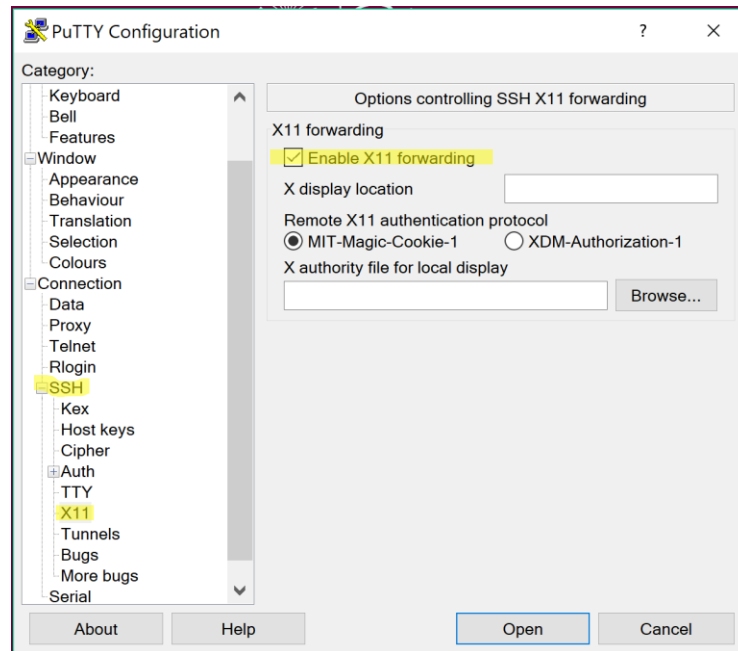 PuTTY Configuration
?
Category:
Keyboard
Bell
Features
Window
Appearance
Behaviour
Translation
Selection
Colours
Connection
Data
Proxy
Telnet
Rlogin
SSH
Kex
Host keys
Cipher
Auth
TTY
X11
Tunnels
Bugs
More bugs
Serial
Options controlling SSH X11 forwarding
X11 forwarding
Enable X11 forwarding
X display location
Remote X11 authentication protocol
MIT-Magic-Cookie-1 XDM-Authorization-1
X authority file for local display
Browse...
About Help Open Cancel